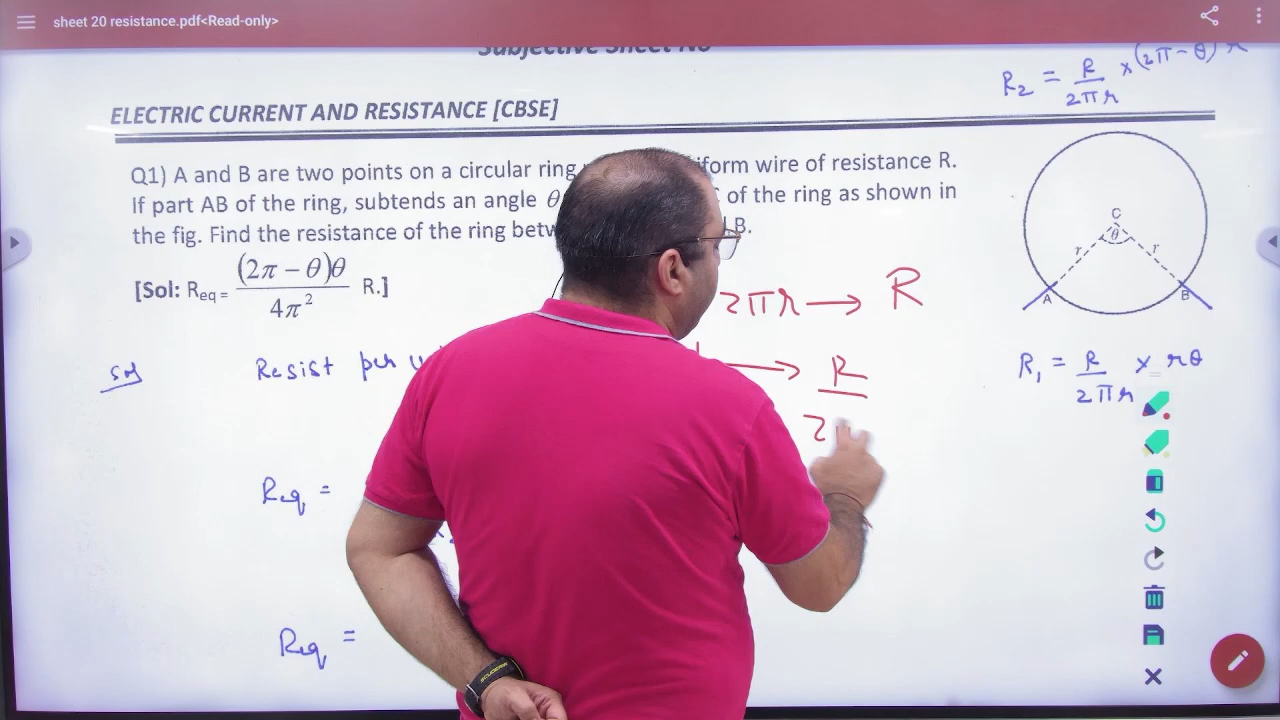 sheet 20 resistance.pdf<Read-only>
Subjective Sheet No
ELECTRIC CURRENT AND RESISTANCE [CBSE]
Q1) A and B are two points on a circular ring wire of resistance R.
If part AB of the ring, subtends an angle θ of the ring as shown in
the fig. Find the resistance of the ring B.
[Sol: Req = (2π − θ)θ / 4π² R.]
R₂ = R/2πr × (2π − θ) r
C
θ
r r
A B
2πr → R
Sol Resist per → R/2
R₁ = R/2πr × rθ
Req =
Req =
SCUDERIA